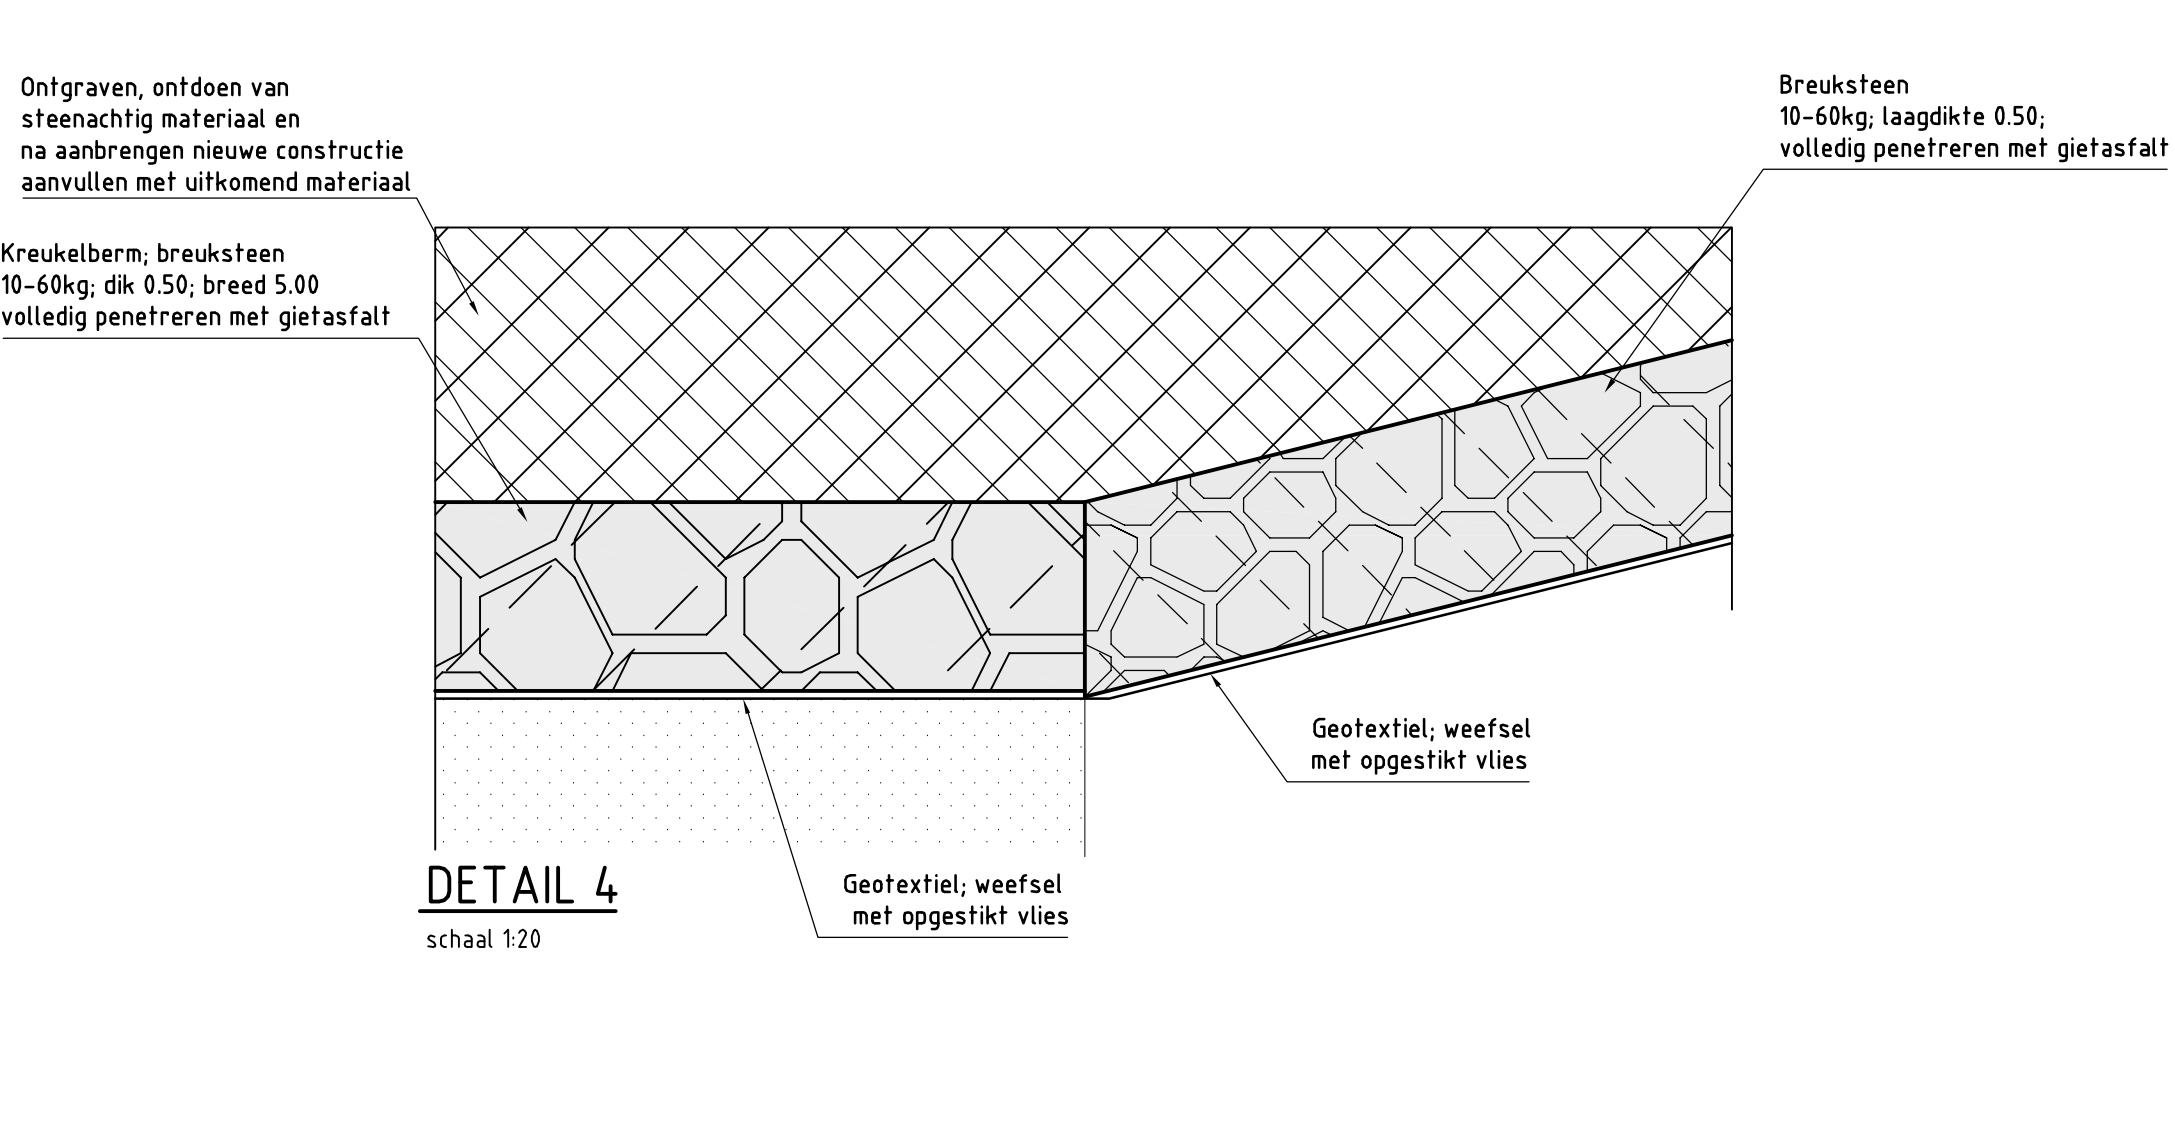 Ontgraven, ontdoen van
steenachtig materiaal en
na aanbrengen nieuwe constructie
aanvullen met uitkomend materiaal
Kreukelberm; breuksteen
10-60kg; dik 0.50; breed 5.00
volledig penetreren met gietasfalt
Breuksteen
10-60kg; laagdikte 0.50;
volledig penetreren met gietasfalt
Geotextiel; weefsel
met opgestikt vlies
Geotextiel; weefsel
met opgestikt vlies
DETAIL 4
schaal 1:20